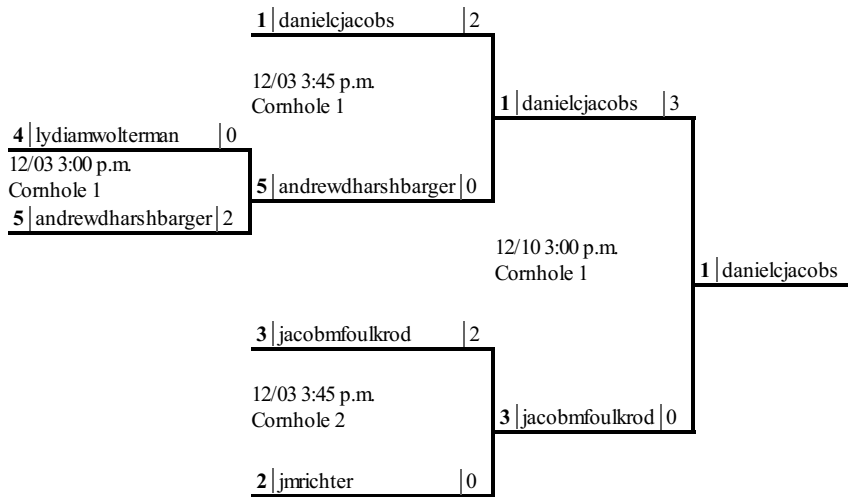 1 danielcjacobs 2
12/03 3:45 p.m.
Cornhole 1
1 danielcjacobs 3
4 lydiamwolterman 0
12/03 3:00 p.m.
Cornhole 1
5 andrewdharshbarger 2
5 andrewdharshbarger 0
12/10 3:00 p.m.
Cornhole 1
1 danielcjacobs
3 jacobmfoulkrod 2
12/03 3:45 p.m.
Cornhole 2
3 jacobmfoulkrod 0
2 jmrichter 0